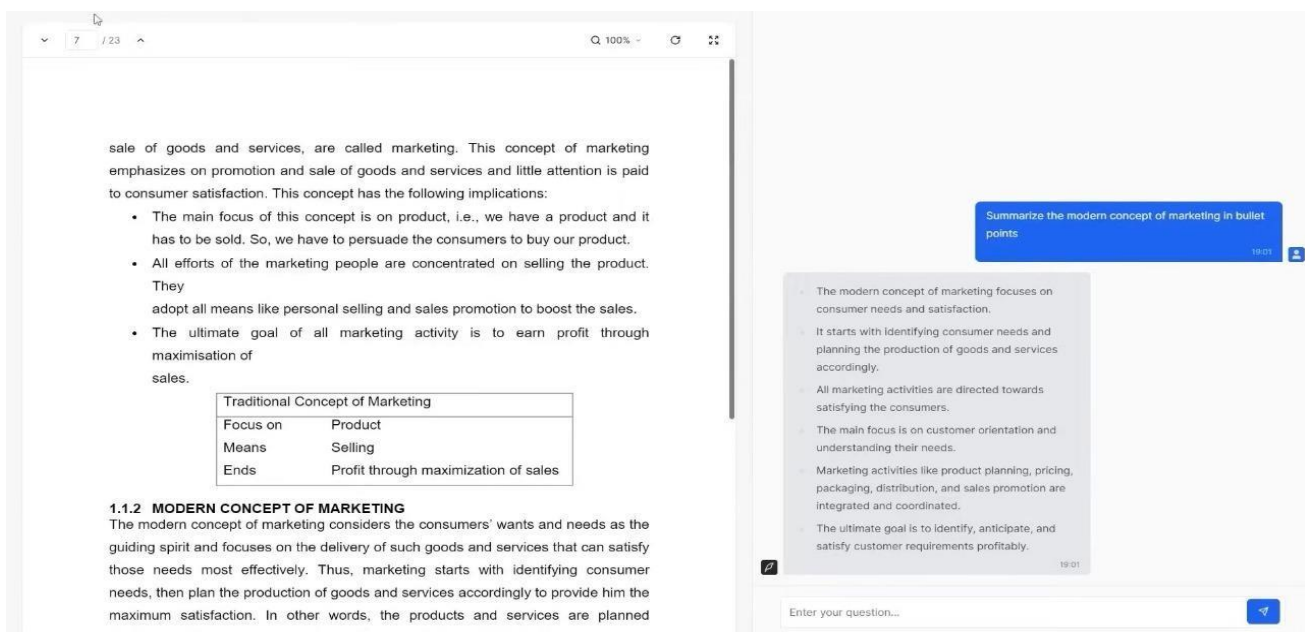 7 / 23
100%
sale of goods and services, are called marketing. This concept of marketing
emphasizes on promotion and sale of goods and services and little attention is paid
to consumer satisfaction. This concept has the following implications:
• The main focus of this concept is on product, i.e., we have a product and it
has to be sold. So, we have to persuade the consumers to buy our product.
• All efforts of the marketing people are concentrated on selling the product.
They
adopt all means like personal selling and sales promotion to boost the sales.
• The ultimate goal of all marketing activity is to earn profit through
maximisation of
sales.
Traditional Concept of Marketing
Focus on Product
Means Selling
Ends Profit through maximization of sales
1.1.2 MODERN CONCEPT OF MARKETING
The modern concept of marketing considers the consumers' wants and needs as the
guiding spirit and focuses on the delivery of such goods and services that can satisfy
those needs most effectively. Thus, marketing starts with identifying consumer
needs, then plan the production of goods and services accordingly to provide him the
maximum satisfaction. In other words, the products and services are planned
Summarize the modern concept of marketing in bullet
points
19:01
The modern concept of marketing focuses on
consumer needs and satisfaction.
It starts with identifying consumer needs and
planning the production of goods and services
accordingly.
All marketing activities are directed towards
satisfying the consumers.
The main focus is on customer orientation and
understanding their needs.
Marketing activities like product planning, pricing,
packaging, distribution, and sales promotion are
integrated and coordinated.
The ultimate goal is to identify, anticipate, and
satisfy customer requirements profitably.
19:01
Enter your question...